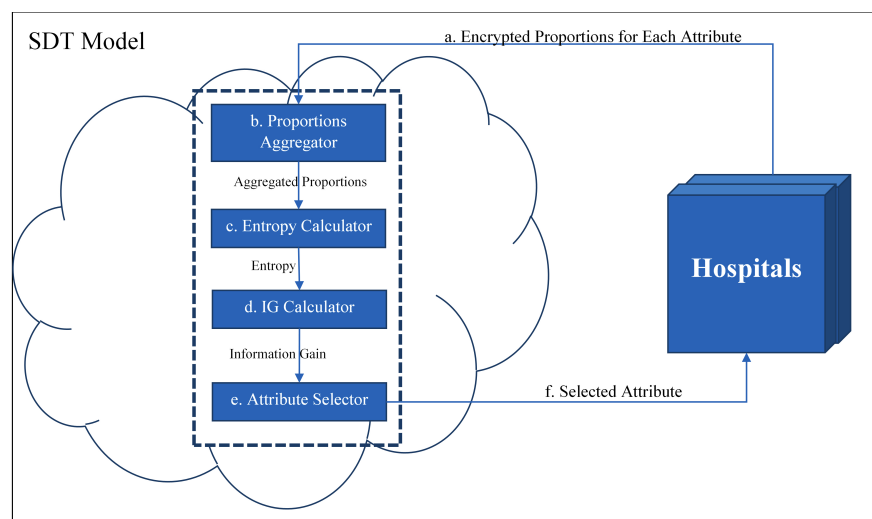 SDT Model
a. Encrypted Proportions for Each Attribute
b. Proportions
Aggregator
Aggregated Proportions
c. Entropy Calculator
Entropy
d. IG Calculator
Information Gain
e. Attribute Selector
f. Selected Attribute
Hospitals